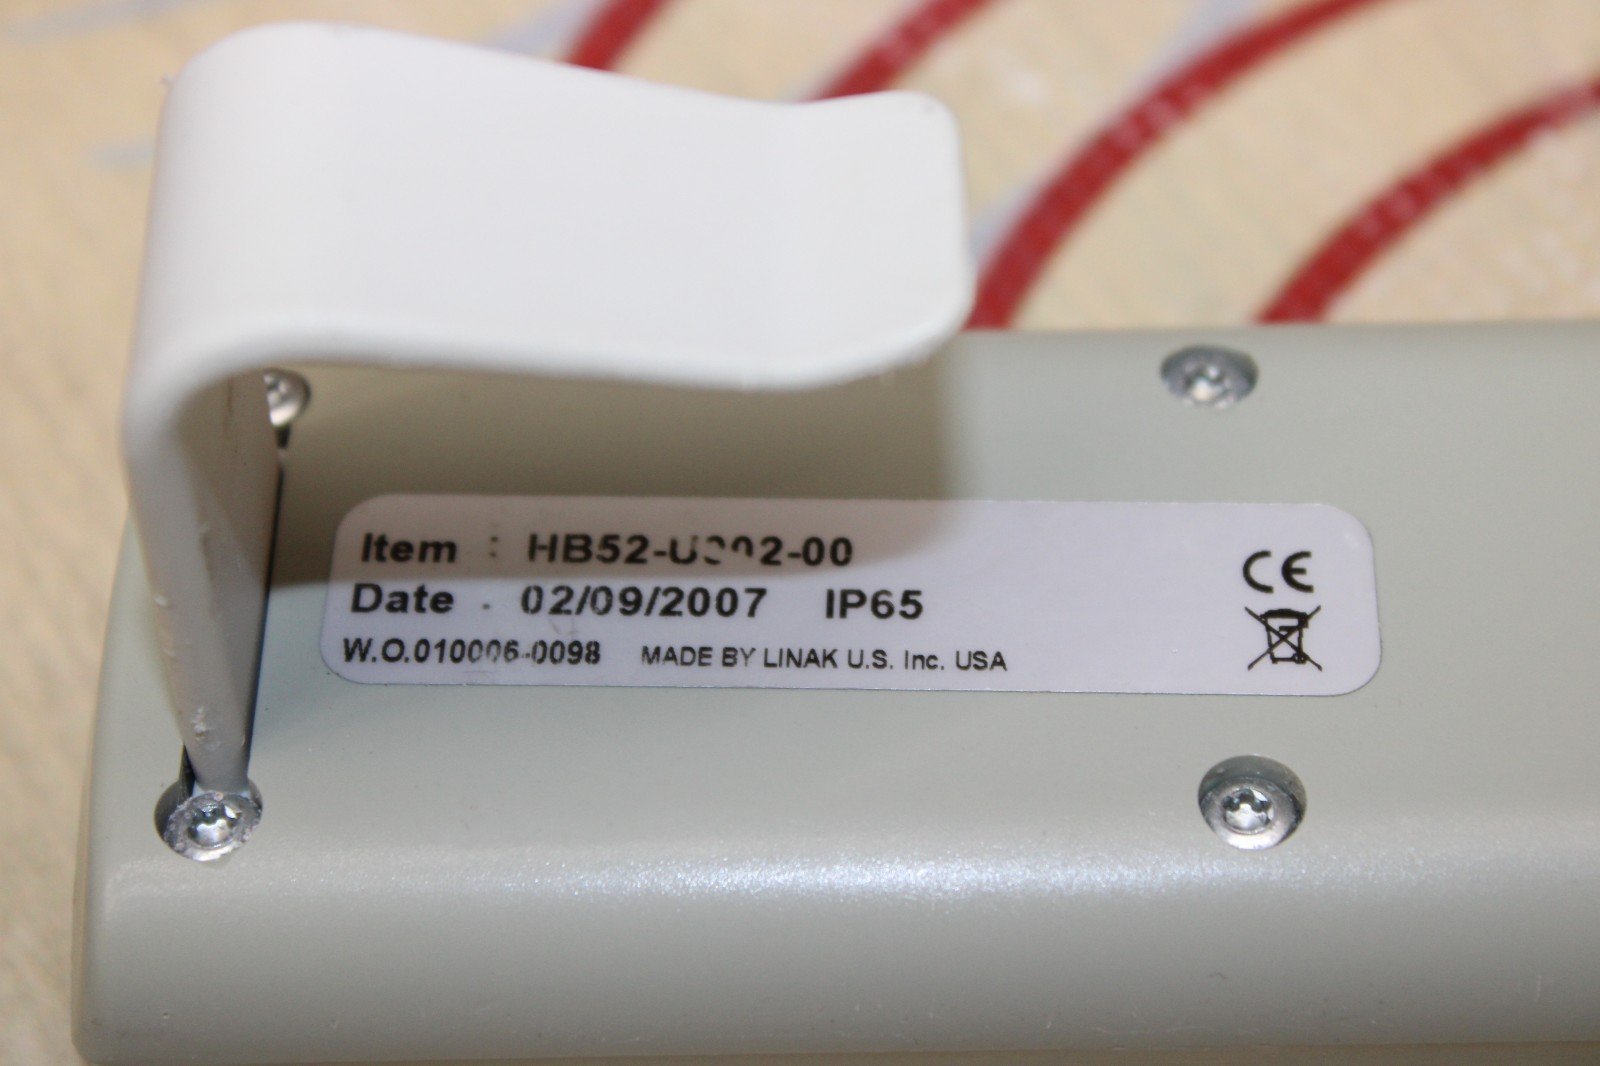 Item :
Date : 02/09/2007 IP65
W.O.010006-0098 MADE BY LINAK U.S. Inc. USA
CE